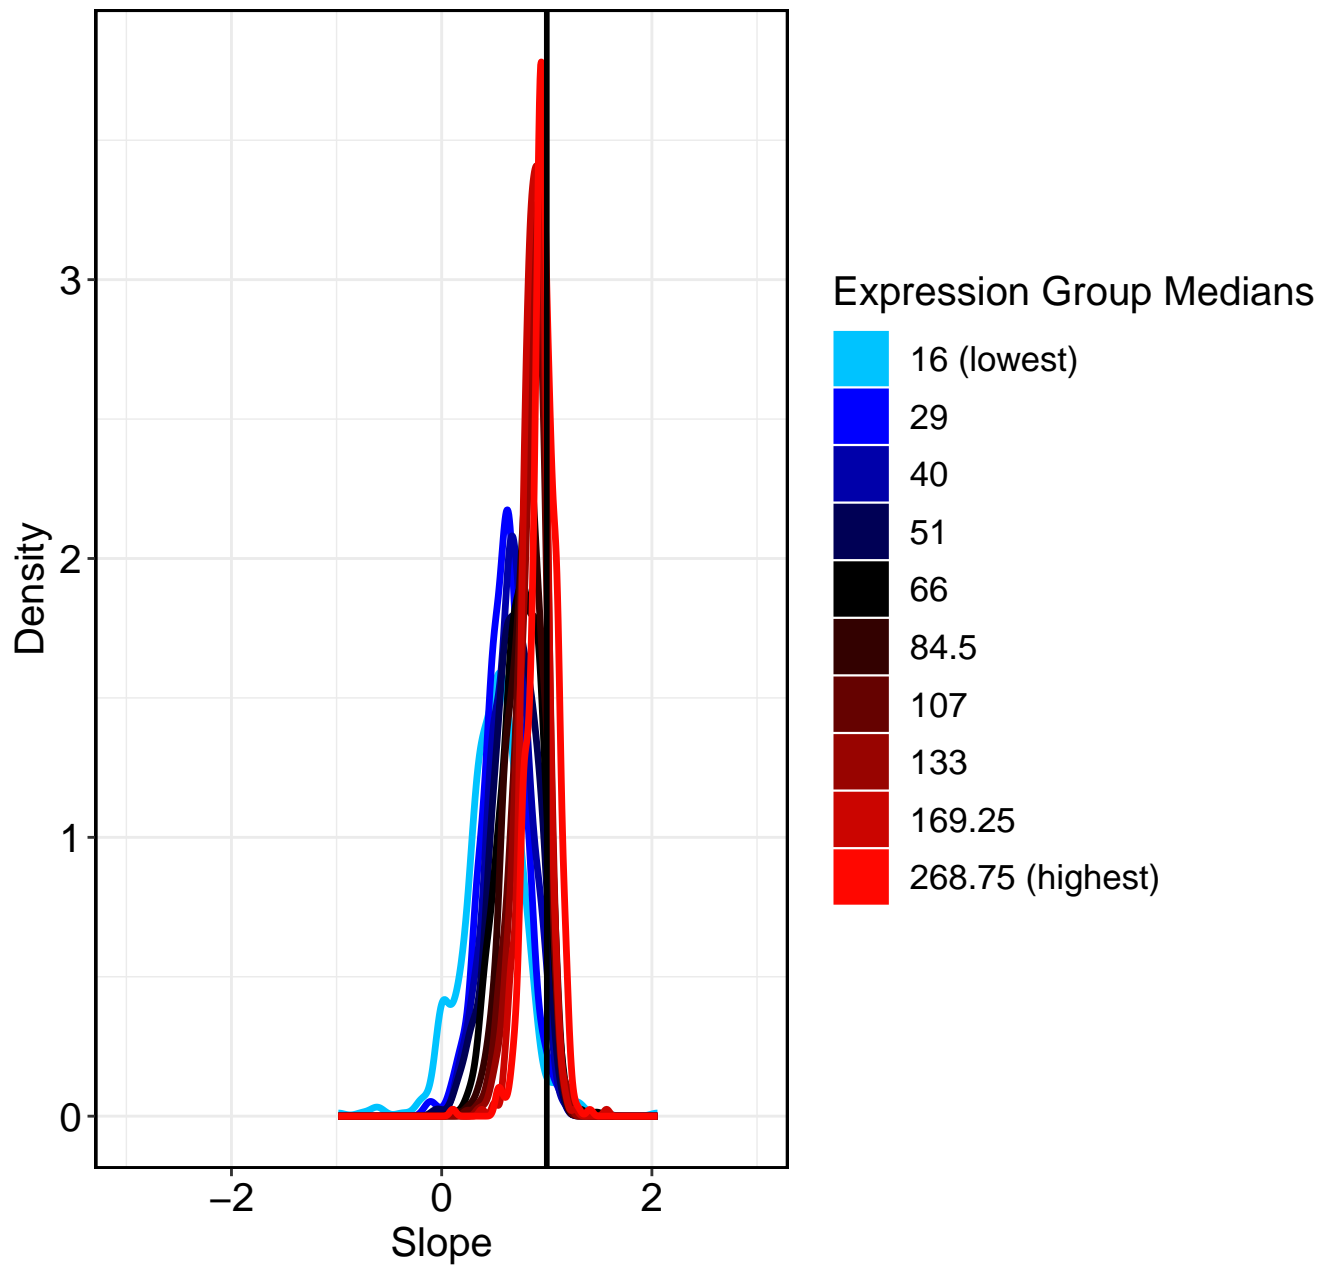 Density
3
2
1
0
−2 0 2
Slope
Expression Group Medians
16 (lowest)
29
40
51
66
84.5
107
133
169.25
268.75 (highest)